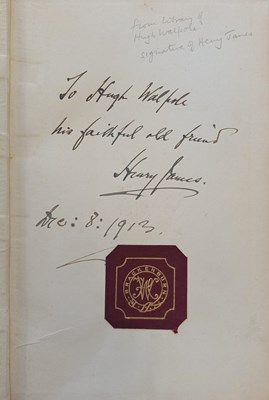 from library of
Hugh Walpole
signature of Henry James
To Hugh Walpole
his faithful old friend
Henry James.
Dec: 8: 1913.
BRACKENBURN